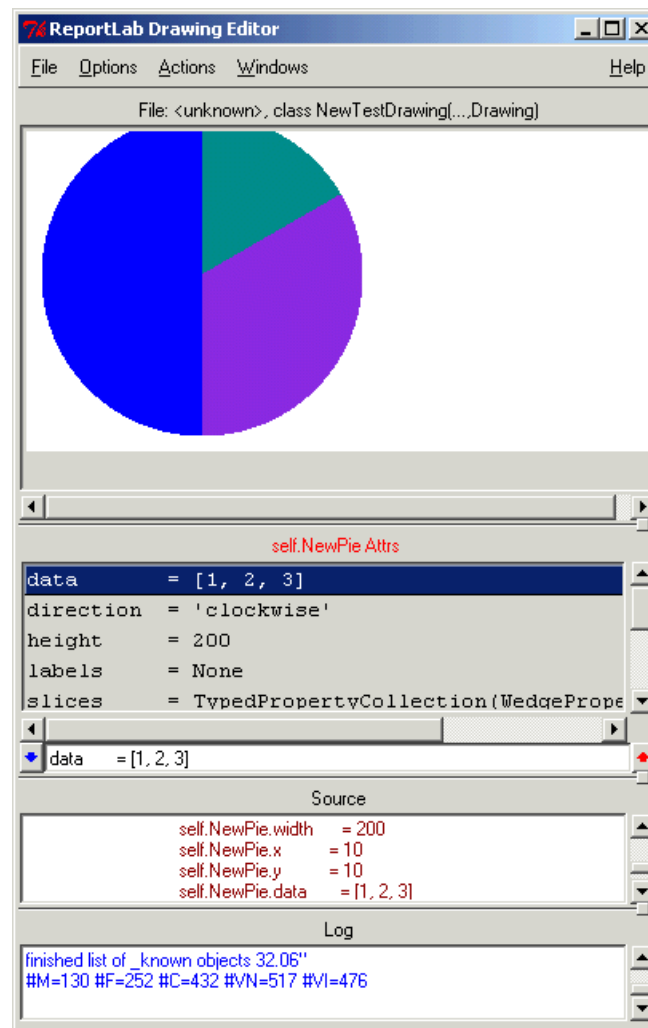 ReportLab Drawing Editor
File Options Actions Windows Help
File: <unknown>, class NewTestDrawing(...,Drawing)
self.NewPie Attrs
data = [1, 2, 3]
direction = 'clockwise'
height = 200
labels = None
slices = TypedPropertyCollection(WedgePrope
data = [1, 2, 3]
Source
self.NewPie.width = 200
self.NewPie.x = 10
self.NewPie.y = 10
self.NewPie.data = [1, 2, 3]
Log
finished list of _known objects 32.06"
#M=130 #F=252 #C=432 #VN=517 #VI=476